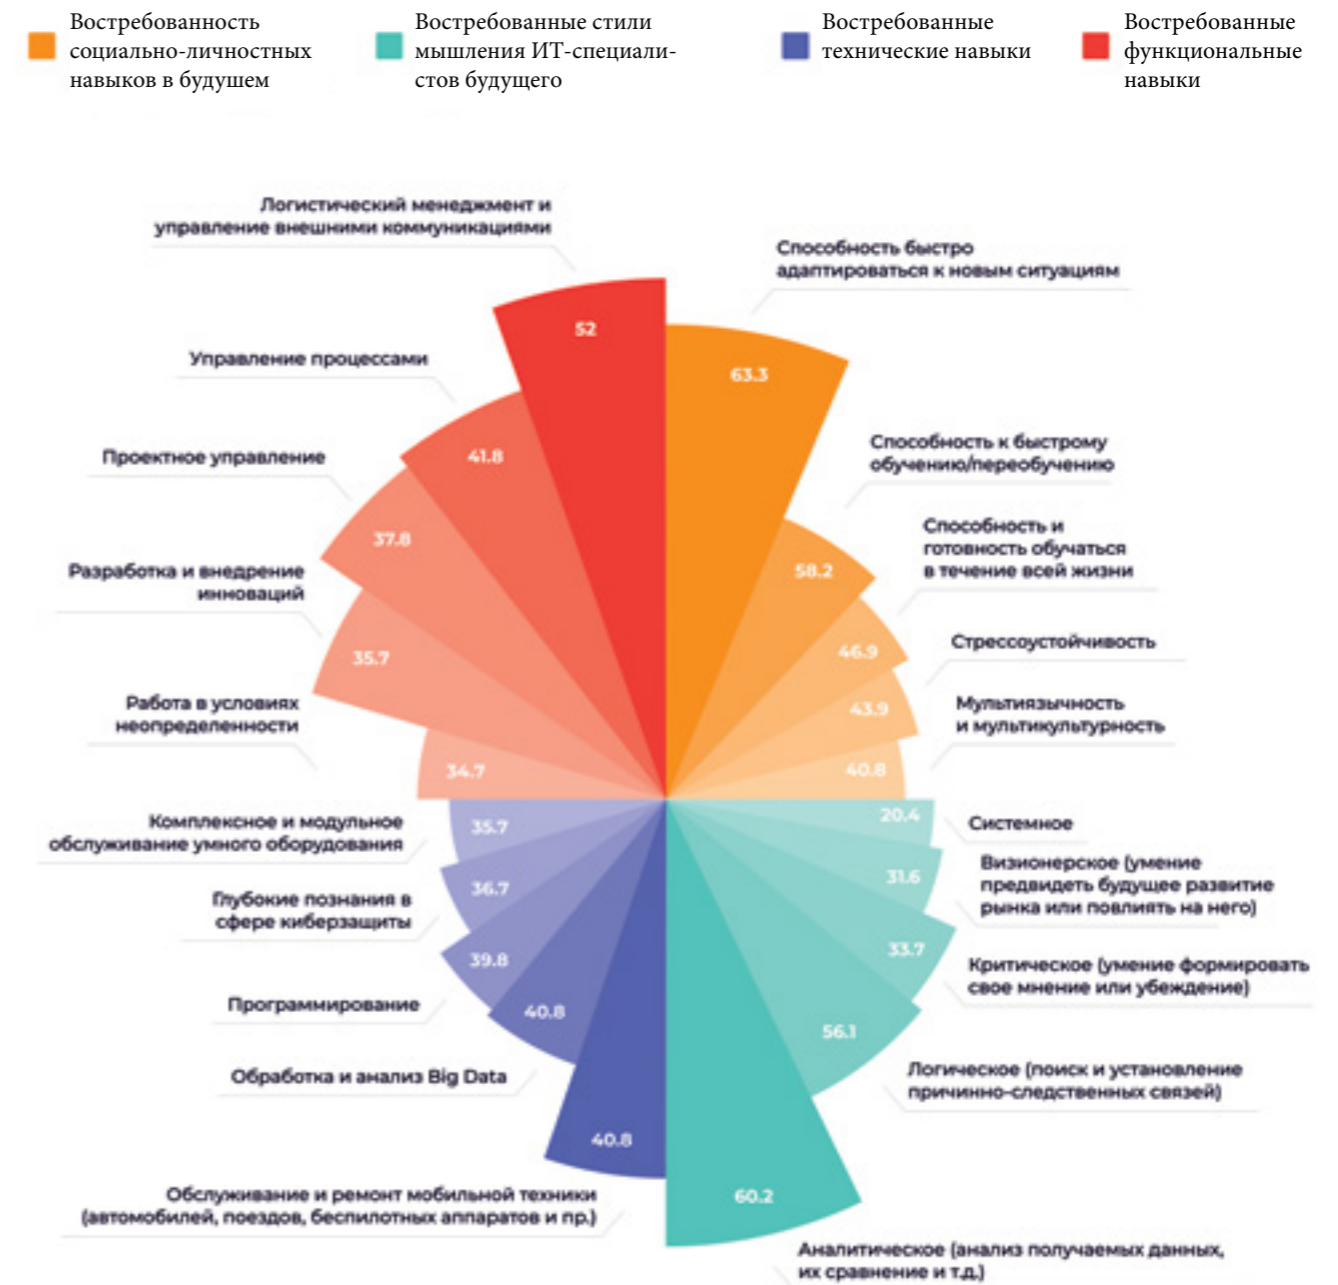 Востребованность
социально-личностных
навыков в будушем
Востребованные стили
мышления ИТ-специали-
стов будущего
Востребованные
технические навыки
Востребованные
функциональные
навыки
Логистический менеджмент и
управление внешними коммуникациями
52
Управление процессами
41.8
Проектное управление
37.8
Разработка и внедрение
инноваций
35.7
Работа в условиях
неопределенности
34.7
Способность быстро
адаптироваться к новым ситуациям
63.3
Способность к быстрому
обучению/переобучению
58.2
Способность и
готовность обучаться
в течение всей жизни
46.9
Стрессоустойчивость
43.9
Мультиязычность
и мультикультурность
40.8
Комплексное и модульное
обслуживание умного оборудования
35.7
Глубокие познания в
сфере киберзащиты
36.7
Программирование
39.8
Обработка и анализ Big Data
40.8
Обслуживание и ремонт мобильной техники
(автомобилей, поездов, беспилотных аппаратов и пр.)
40.8
Системное
20.4
Визионерское (умение
предвидеть будущее развитие
рынка или повлиять на него)
31.6
Критическое (умение формировать
свое мнение или убеждение)
33.7
Логическое (поиск и установление
причинно-следственных связей)
56.1
Аналитическое (анализ получаемых данных,
их сравнение и т.д.)
60.2